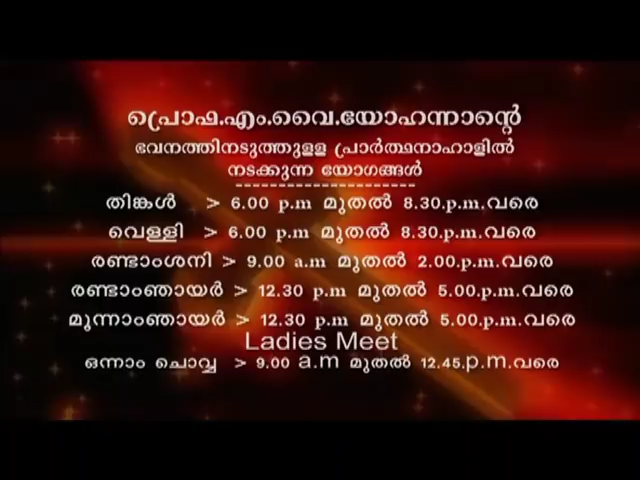 പ്രൊഫ.എം.വൈ.യോഹന്നാന്റെ
ഭവനത്തിനടുത്തുളള പ്രാർത്ഥനാഹാളിൽ
നടക്കുന്ന യോഗങ്ങൾ
--------------------
തിങ്കൾ > 6.00 p.m മുതൽ 8.30.p.m.വരെ
വെള്ളി > 6.00 p.m മുതൽ 8.30.p.m.വരെ
രണ്ടാംശനി > 9.00 a.m മുതൽ 2.00.p.m.വരെ
രണ്ടാംഞായർ > 12.30 p.m മുതൽ 5.00.p.m.വരെ
മൂന്നാംഞായർ > 12.30 p.m മുതൽ 5.00.p.m.വരെ
Ladies Meet
ഒന്നാം ചൊവ്വ > 9.00 a.m മുതൽ 12.45.p.m.വരെ